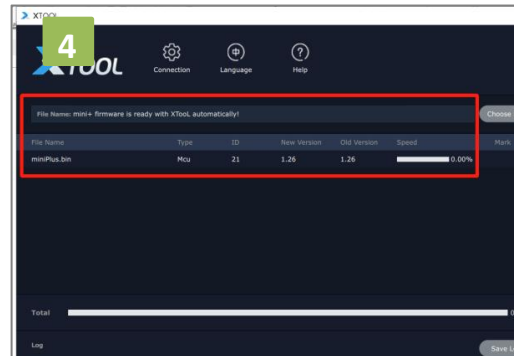 XTOOL
4
XTOOL
Connection
Language
Help
File Name: mini+ firmware is ready with XTooL automatically!
Choose
File Name Type ID New Version Old Version Speed Mark
miniPlus.bin Mcu 21 1.26 1.26 0.00%
Total
Log
Save